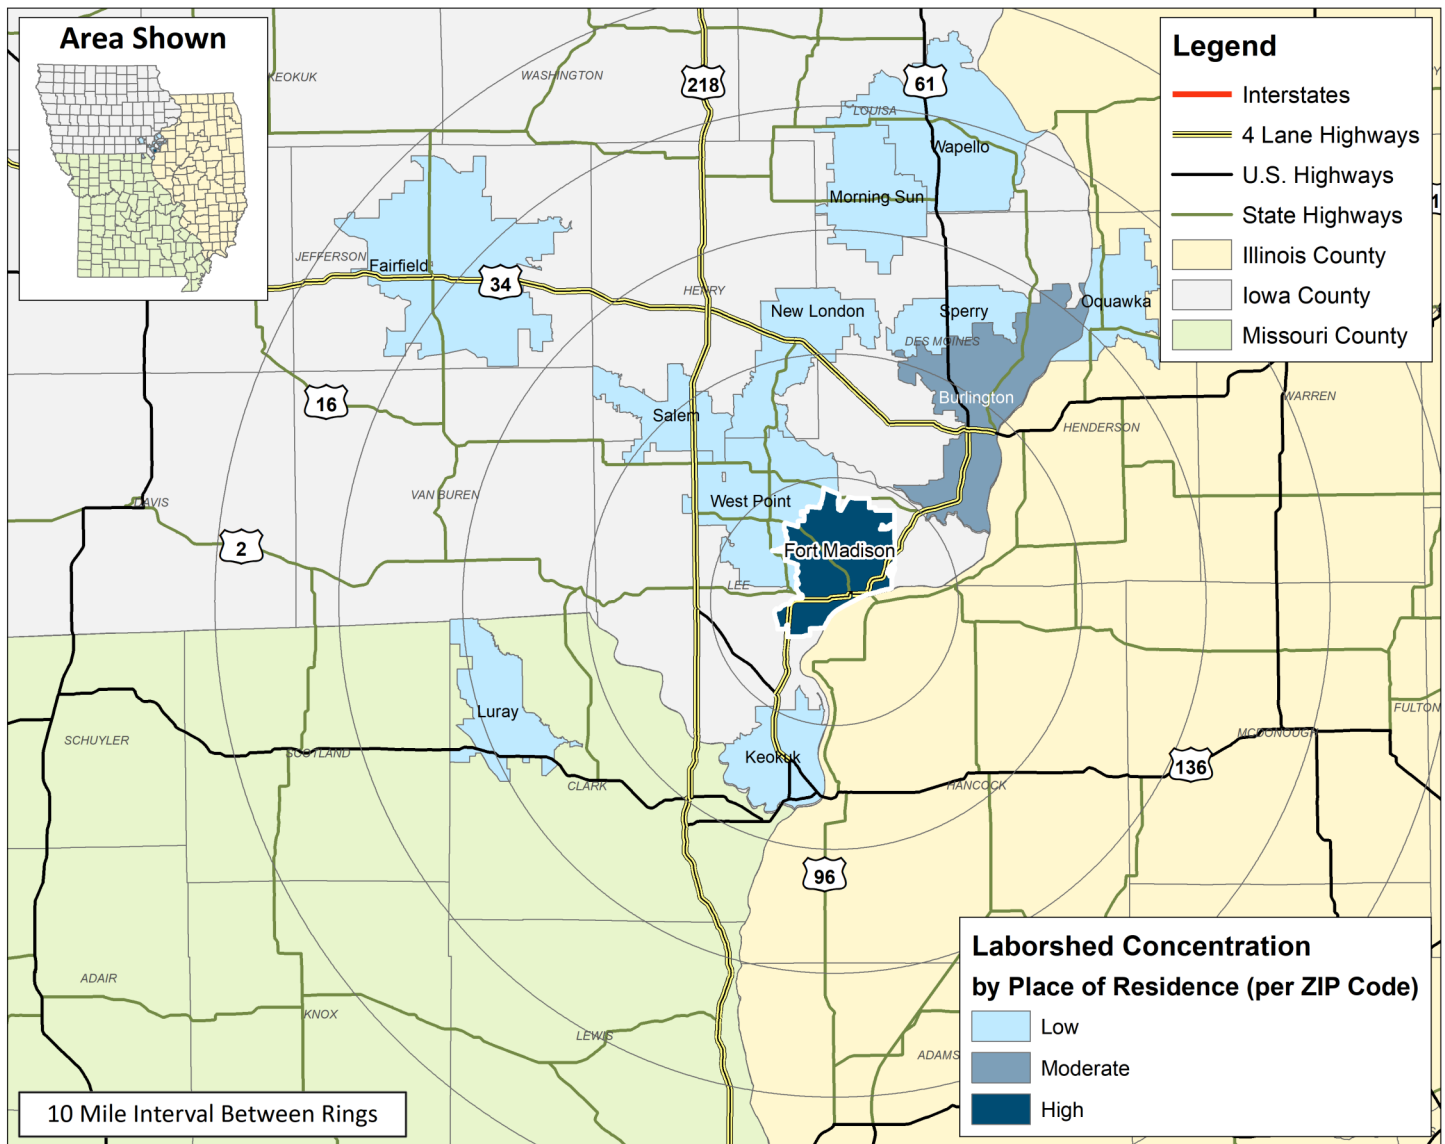 Area Shown
KEOKUK
WASHINGTON
218
61
LOUISA
Wapello
Morning Sun
Legend
Interstates
4 Lane Highways
U.S. Highways
State Highways
Illinois County
Iowa County
Missouri County
JEFFERSON
Fairfield
34
HENRY
New London
Sperry
Oquawka
DES MOINES
16
Salem
Burlington
WARREN
HENDERSON
DAVIS
VAN BUREN
West Point
2
Fort Madison
LEE
Luray
FULTON
SCHUYLER
SCOTLAND
MCDONOUGH
Keokuk
136
CLARK
HANCOCK
96
ADAIR
KNOX
LEWIS
ADAMS
Laborshed Concentration
by Place of Residence (per ZIP Code)
Low
Moderate
High
10 Mile Interval Between Rings